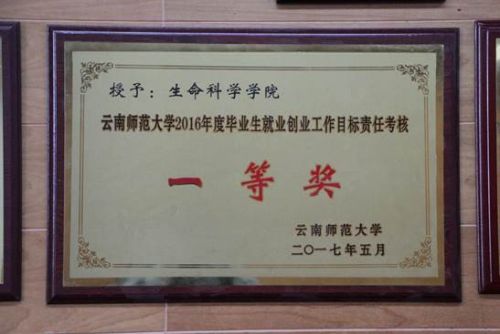 授予：生命科学学院
云南师范大学2016年度毕业生就业创业工作目标责任考核
一等奖
云南师范大学
二〇一七年五月